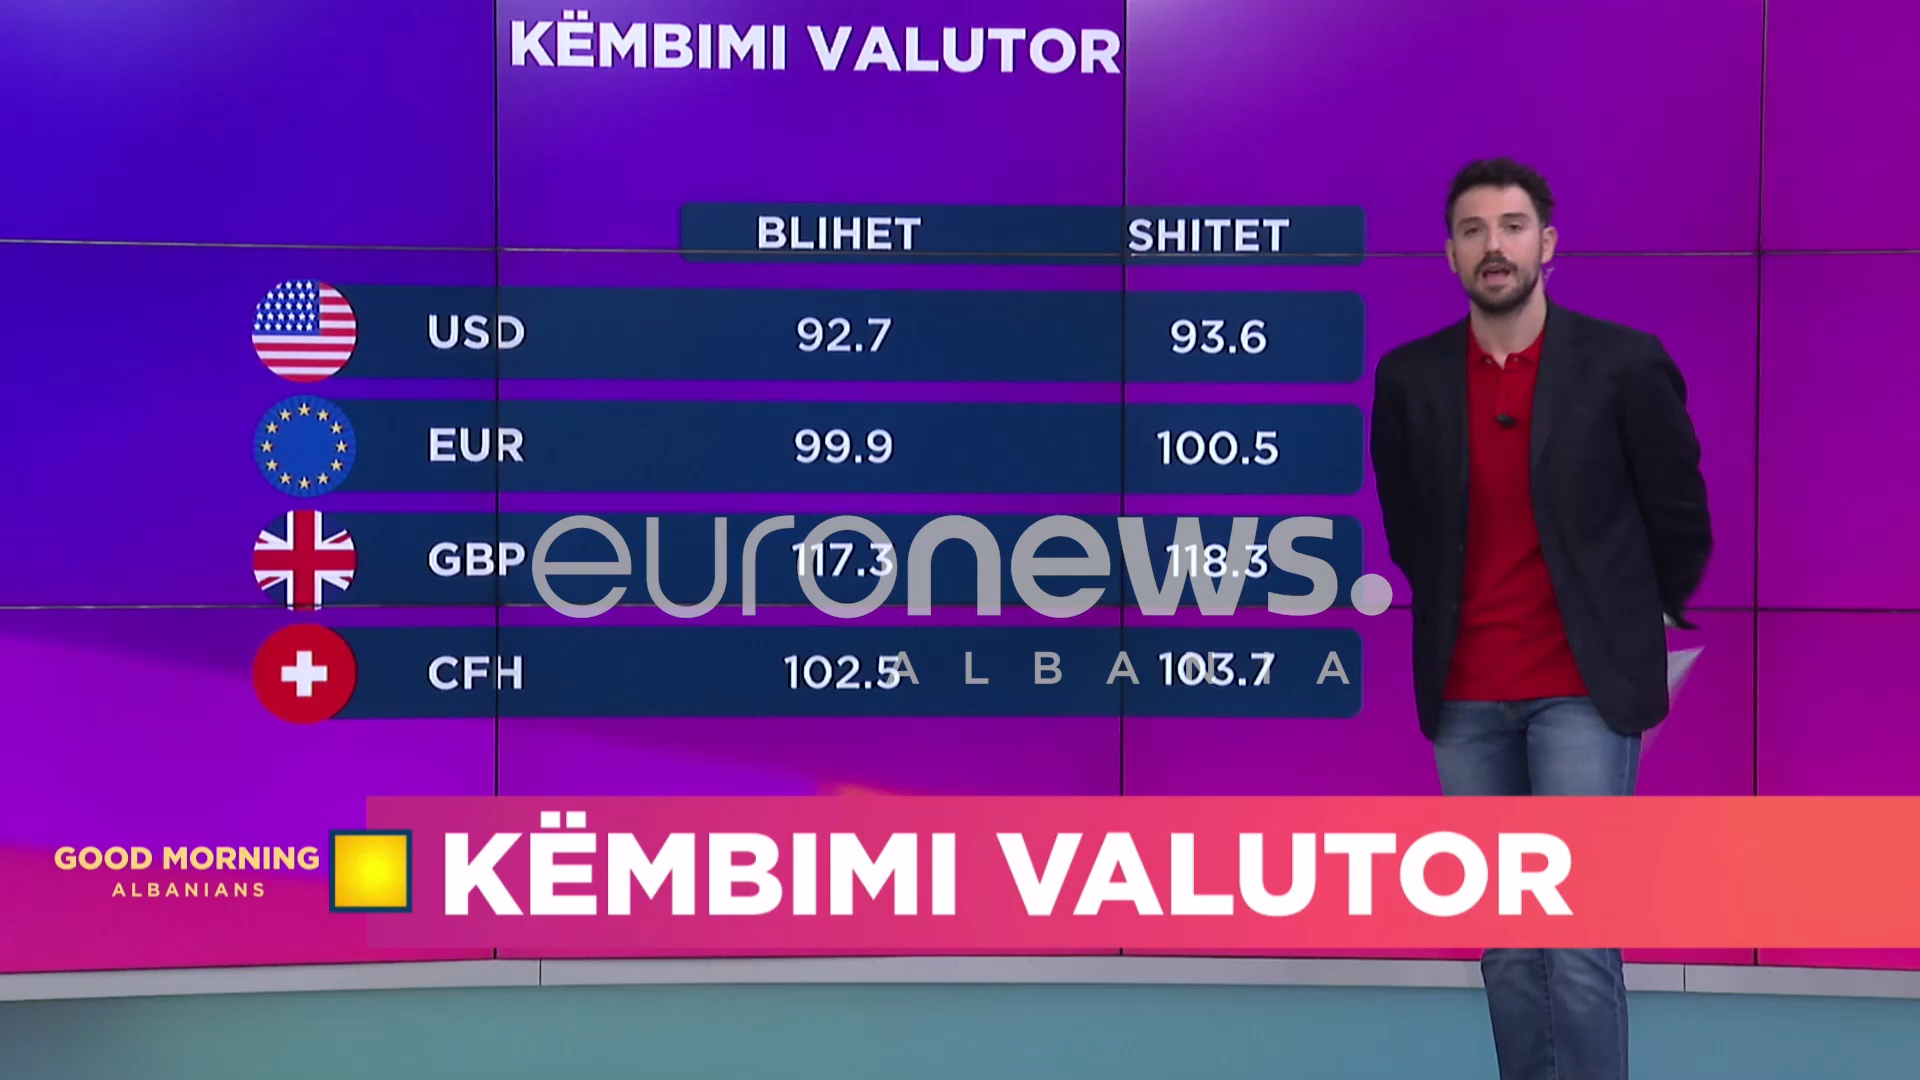 KËMBIMI VALUTOR
BLIHET SHITET
USD 92.7 93.6
EUR 99.9 100.5
GBP 117.3 118.3
CFH 102.5 103.7
euronews.
ALBANIA
GOOD MORNING
ALBANIANS
KËMBIMI VALUTOR